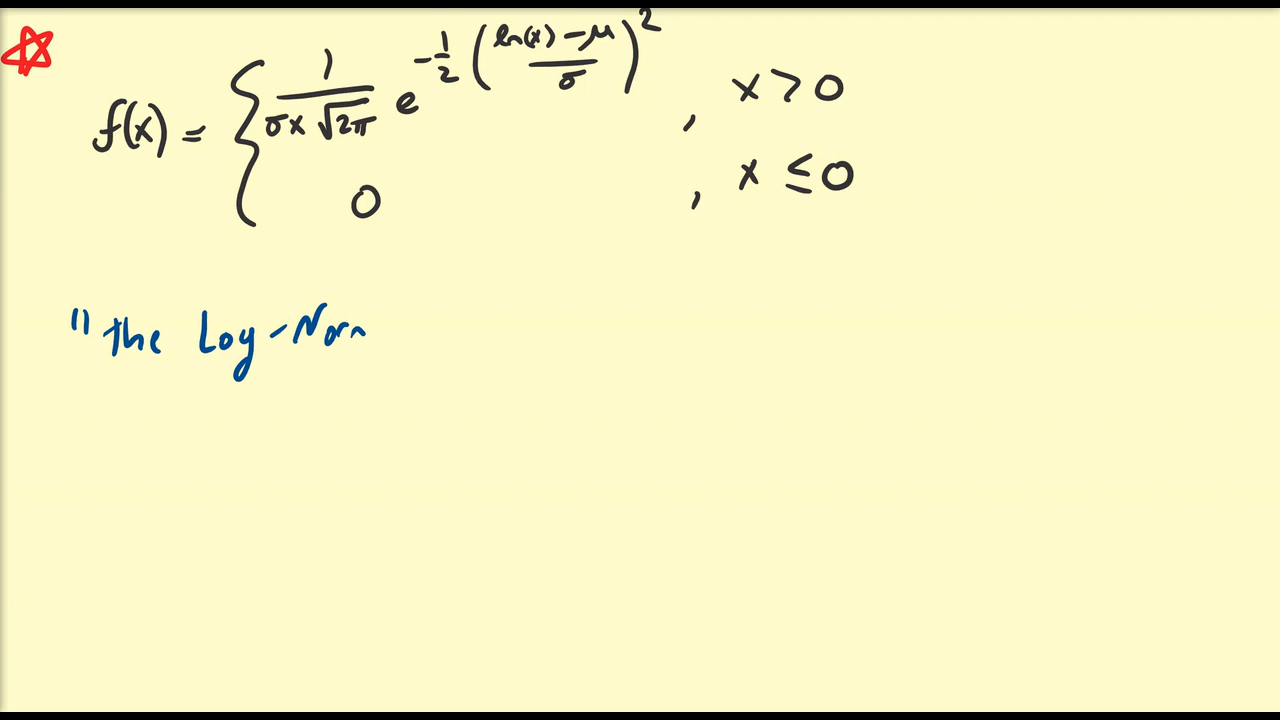 f(x) = { 1/(σx√2π) e^(-1/2 ((ln(x) - μ)/σ)^2) , x > 0
0 , x ≤ 0
"the Log-Norm